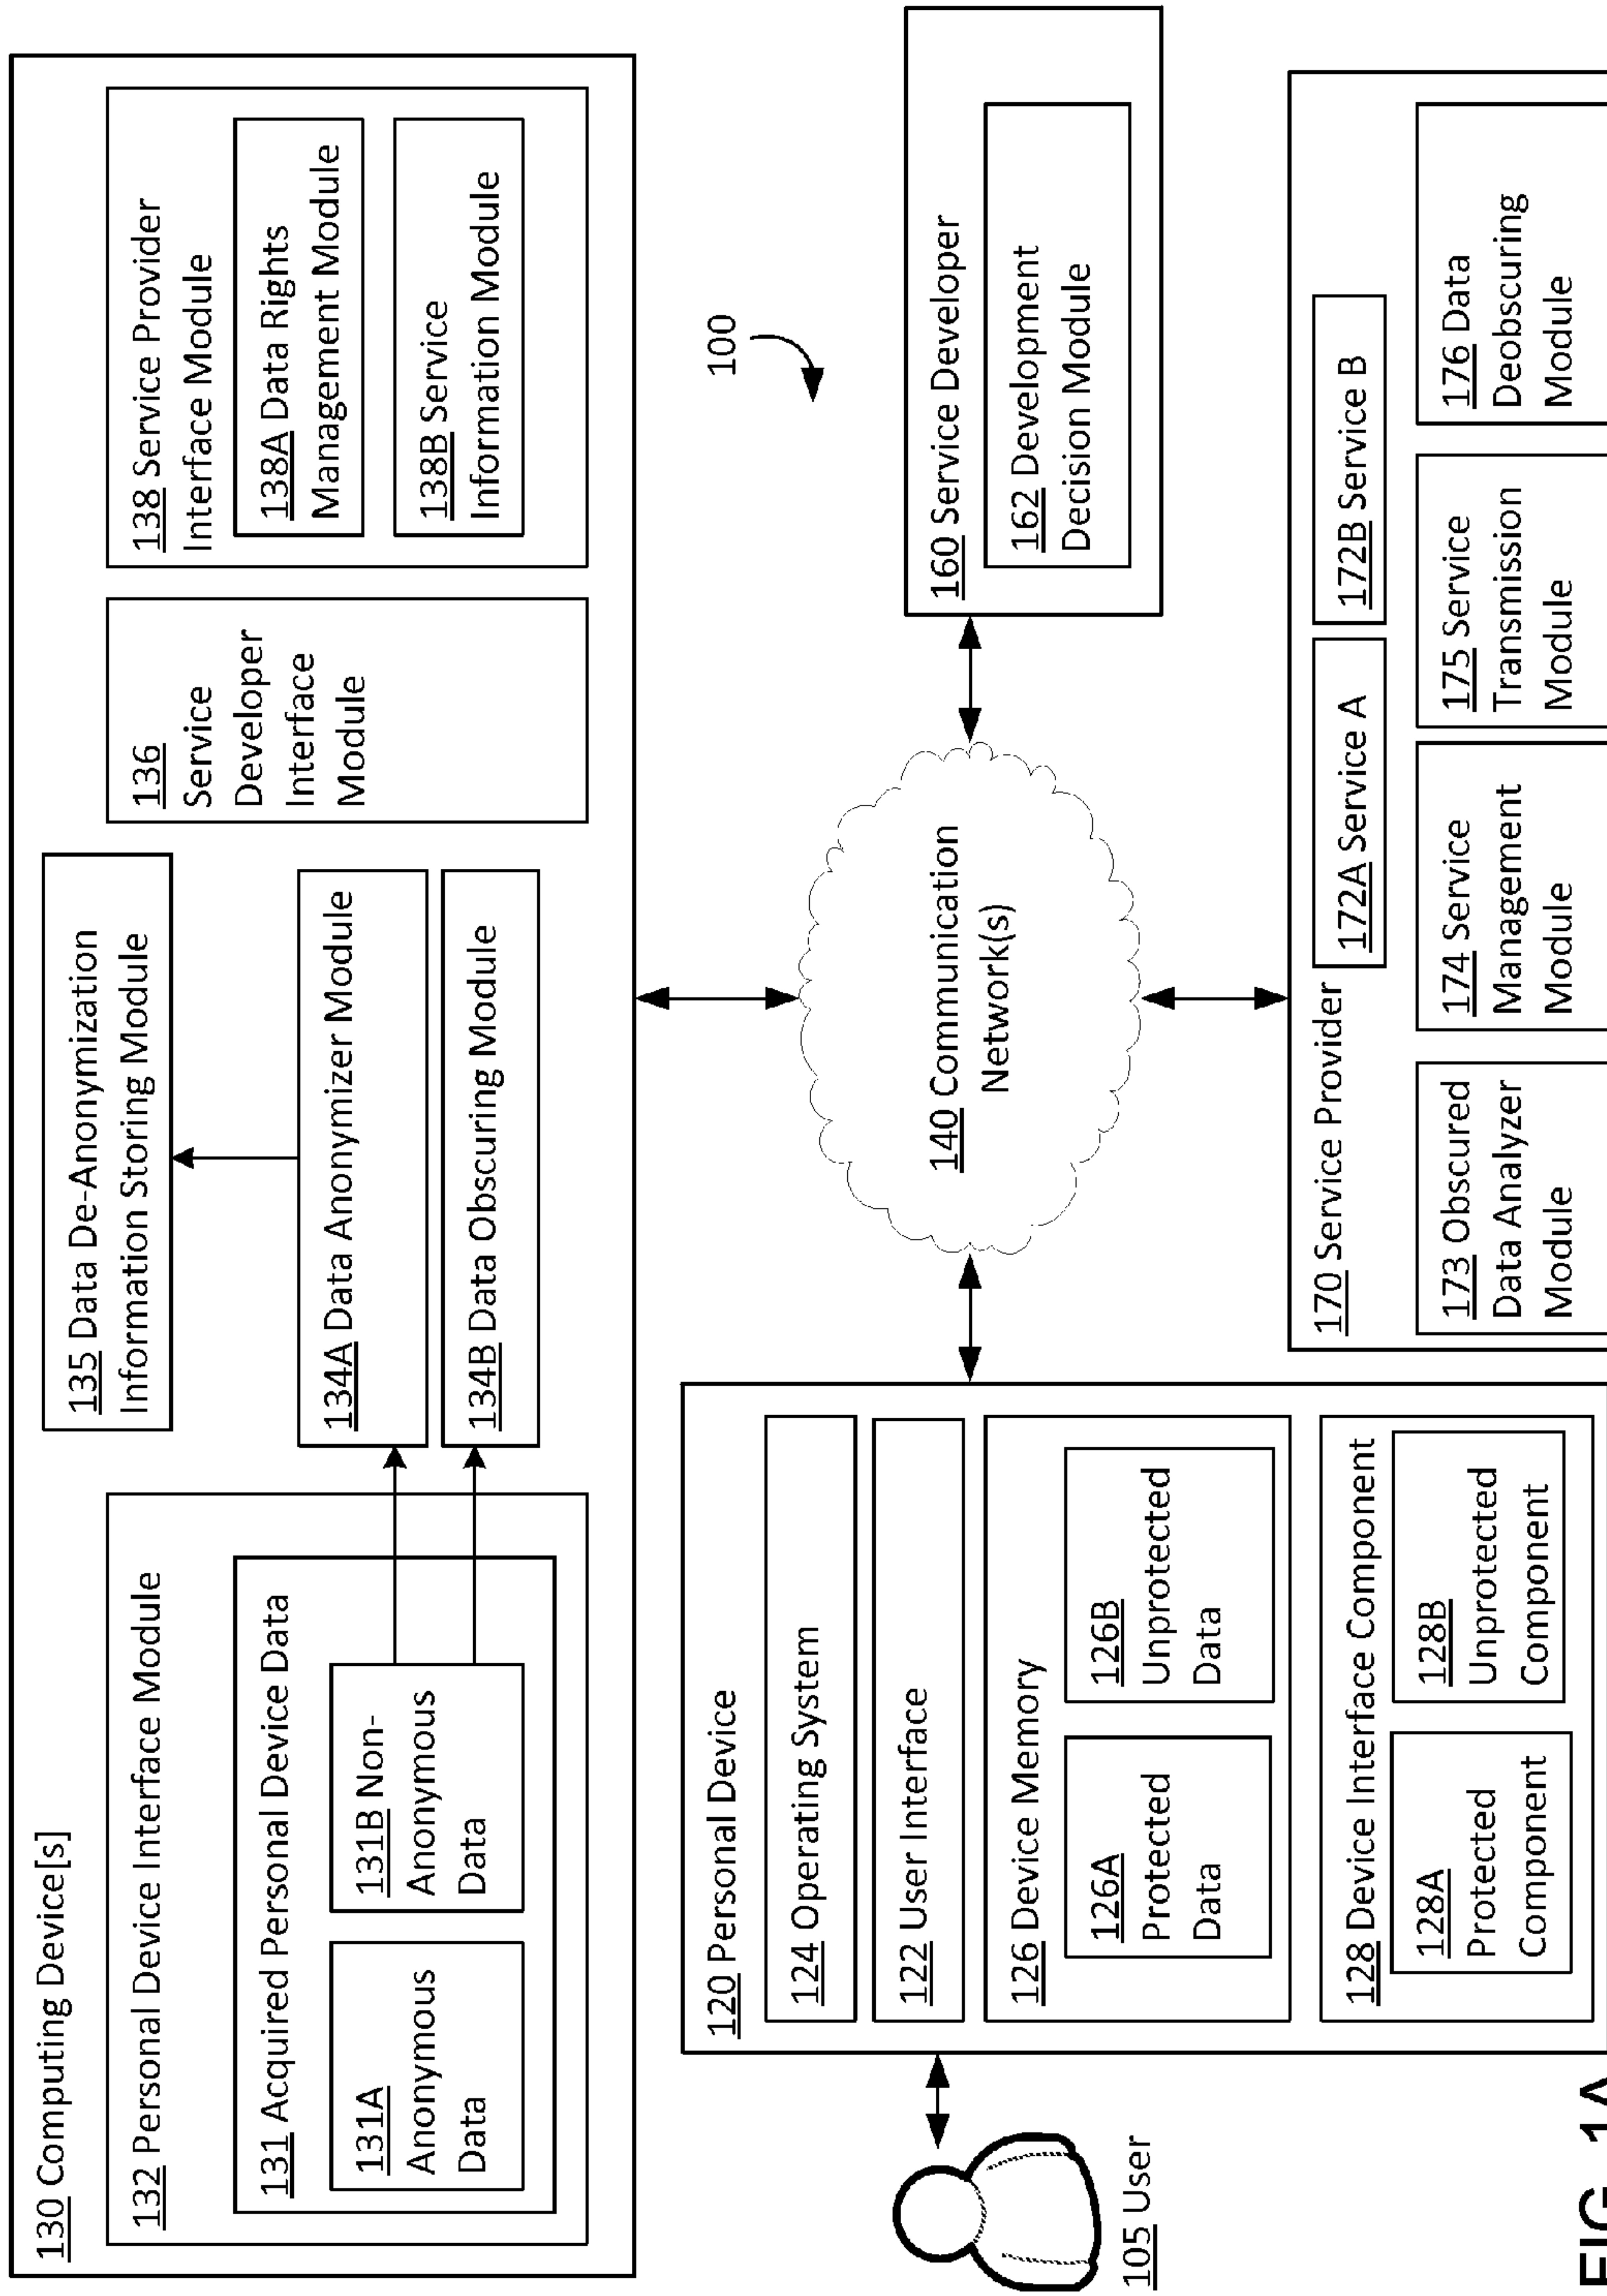 130 Computing Device[s]
132 Personal Device Interface Module
131 Acquired Personal Device Data
131A
Anonymous
Data
131B Non-
Anonymous
Data
135 Data De-Anonymization
Information Storing Module
134A Data Anonymizer Module
134B Data Obscuring Module
136
Service
Developer
Interface
Module
138 Service Provider
Interface Module
138A Data Rights
Management Module
138B Service
Information Module
100
105 User
120 Personal Device
124 Operating System
122 User Interface
126 Device Memory
126A
Protected
Data
126B
Unprotected
Data
128 Device Interface Component
128A
Protected
Component
128B
Unprotected
Component
140 Communication
Network(s)
160 Service Developer
162 Development
Decision Module
170 Service Provider
172A Service A
172B Service B
173 Obscured
Data Analyzer
Module
174 Service
Management
Module
175 Service
Transmission
Module
176 Data
Deobscuring
Module
FIG. 1A